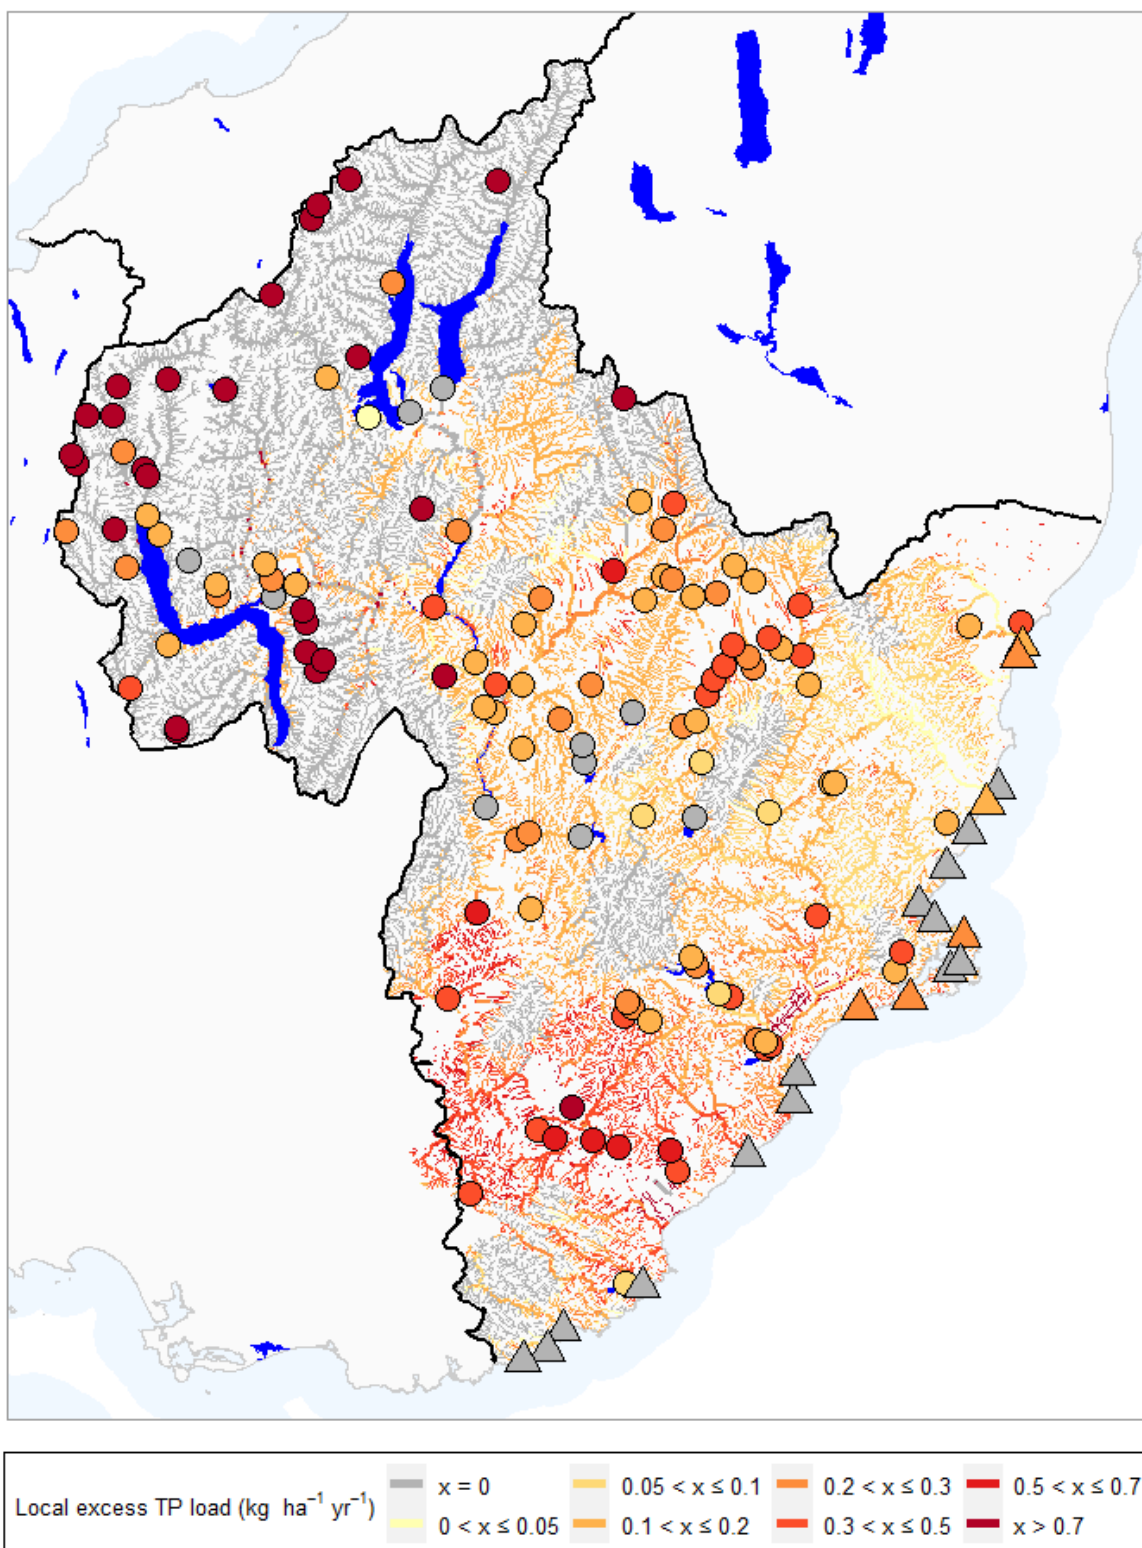 x = 0
0.05 < x ≤ 0.1
0.2 < x ≤ 0.3
0.5 < x ≤ 0.7
Local excess TP load (kg ha⁻¹ yr⁻¹)
0 < x ≤ 0.05
0.1 < x ≤ 0.2
0.3 < x ≤ 0.5
x > 0.7